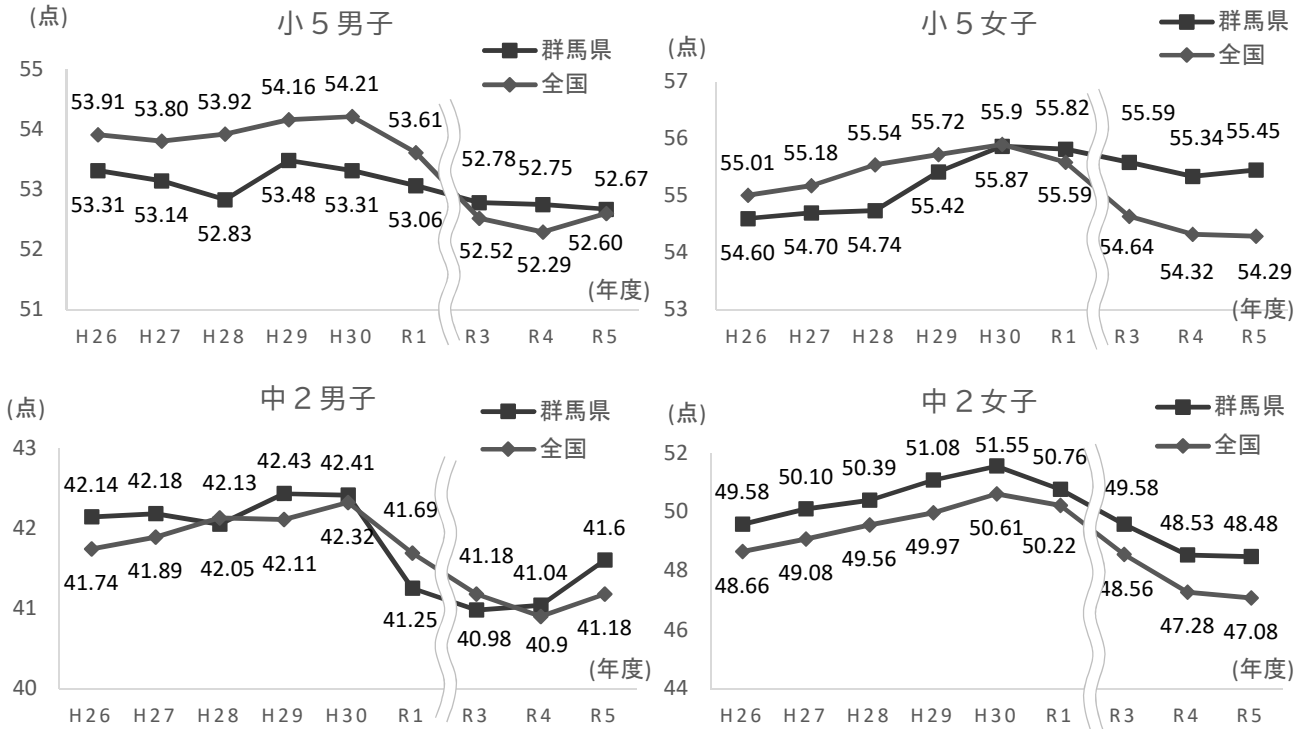 小５男子
(点)
群馬県
全国
55
54
53
52
51
53.91 53.80 53.92 54.16 54.21 53.61 52.78 52.75 52.67
53.31 53.14 52.83 53.48 53.31 53.06 52.52 52.29 52.60
(年度)
H26 H27 H28 H29 H30 R1 R3 R4 R5
小５女子
(点)
群馬県
全国
57
56
55
54
53
55.01 55.18 55.54 55.72 55.9 55.82 55.59 55.34 55.45
54.60 54.70 54.74 55.42 55.87 55.59 54.64 54.32 54.29
(年度)
H26 H27 H28 H29 H30 R1 R3 R4 R5
中２男子
(点)
群馬県
全国
43
42
41
40
42.14 42.18 42.13 42.43 42.41 41.69 41.18 41.04 41.6
41.74 41.89 42.05 42.11 42.32 41.25 40.98 40.9 41.18
(年度)
H26 H27 H28 H29 H30 R1 R3 R4 R5
中２女子
(点)
群馬県
全国
52
50
48
46
44
49.58 50.10 50.39 51.08 51.55 50.76 49.58 48.53 48.48
48.66 49.08 49.56 49.97 50.61 50.22 48.56 47.28 47.08
(年度)
H26 H27 H28 H29 H30 R1 R3 R4 R5